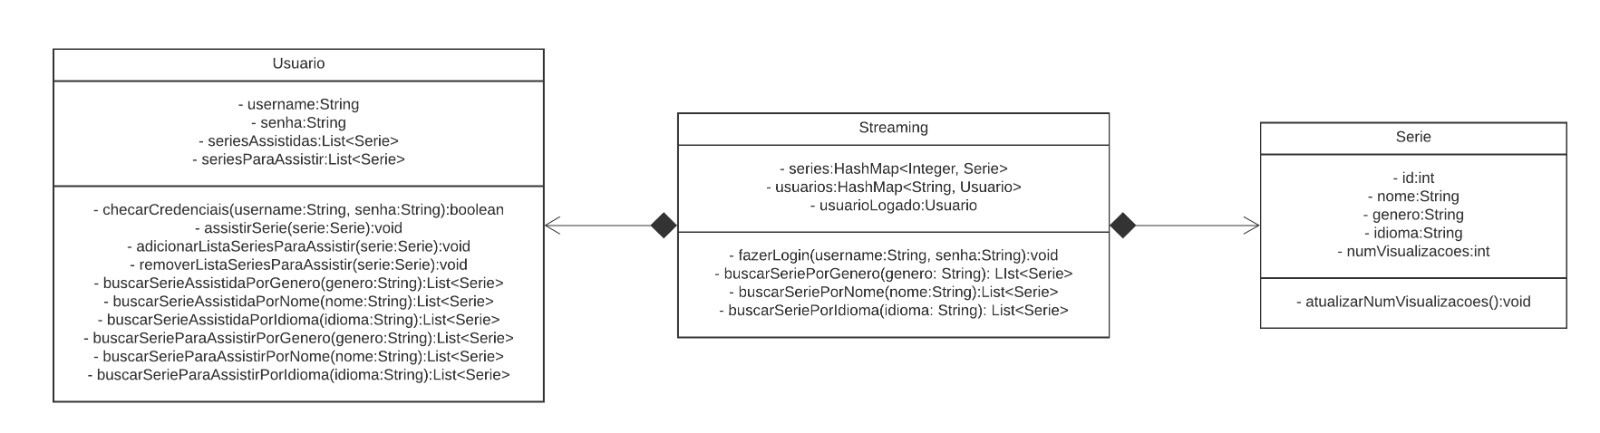 Usuario
- username:String
- senha:String
- seriesAssistidas:List<Serie>
- seriesParaAssistir:List<Serie>
- checarCredenciais(username:String, senha:String):boolean
- assistirSerie(serie:Serie):void
- adicionarListaSeriesParaAssistir(serie:Serie):void
- removerListaSeriesParaAssistir(serie:Serie):void
- buscarSerieAssistidaPorGenero(genero:String):List<Serie>
- buscarSerieAssistidaPorNome(nome:String):List<Serie>
- buscarSerieAssistidaPorIdioma(idioma:String):List<Serie>
- buscarSerieParaAssistirPorGenero(genero:String):List<Serie>
- buscarSerieParaAssistirPorNome(nome:String):List<Serie>
- buscarSerieParaAssistirPorIdioma(idioma:String):List<Serie>
Streaming
- series:HashMap<Integer, Serie>
- usuarios:HashMap<String, Usuario>
- usuarioLogado:Usuario
- fazerLogin(username:String, senha:String):void
- buscarSeriePorGenero(genero: String): LIst<Serie>
- buscarSeriePorNome(nome:String):List<Serie>
- buscarSeriePorIdioma(idioma: String): List<Serie>
Serie
- id:int
- nome:String
- genero:String
- idioma:String
- numVisualizacoes:int
- atualizarNumVisualizacoes():void